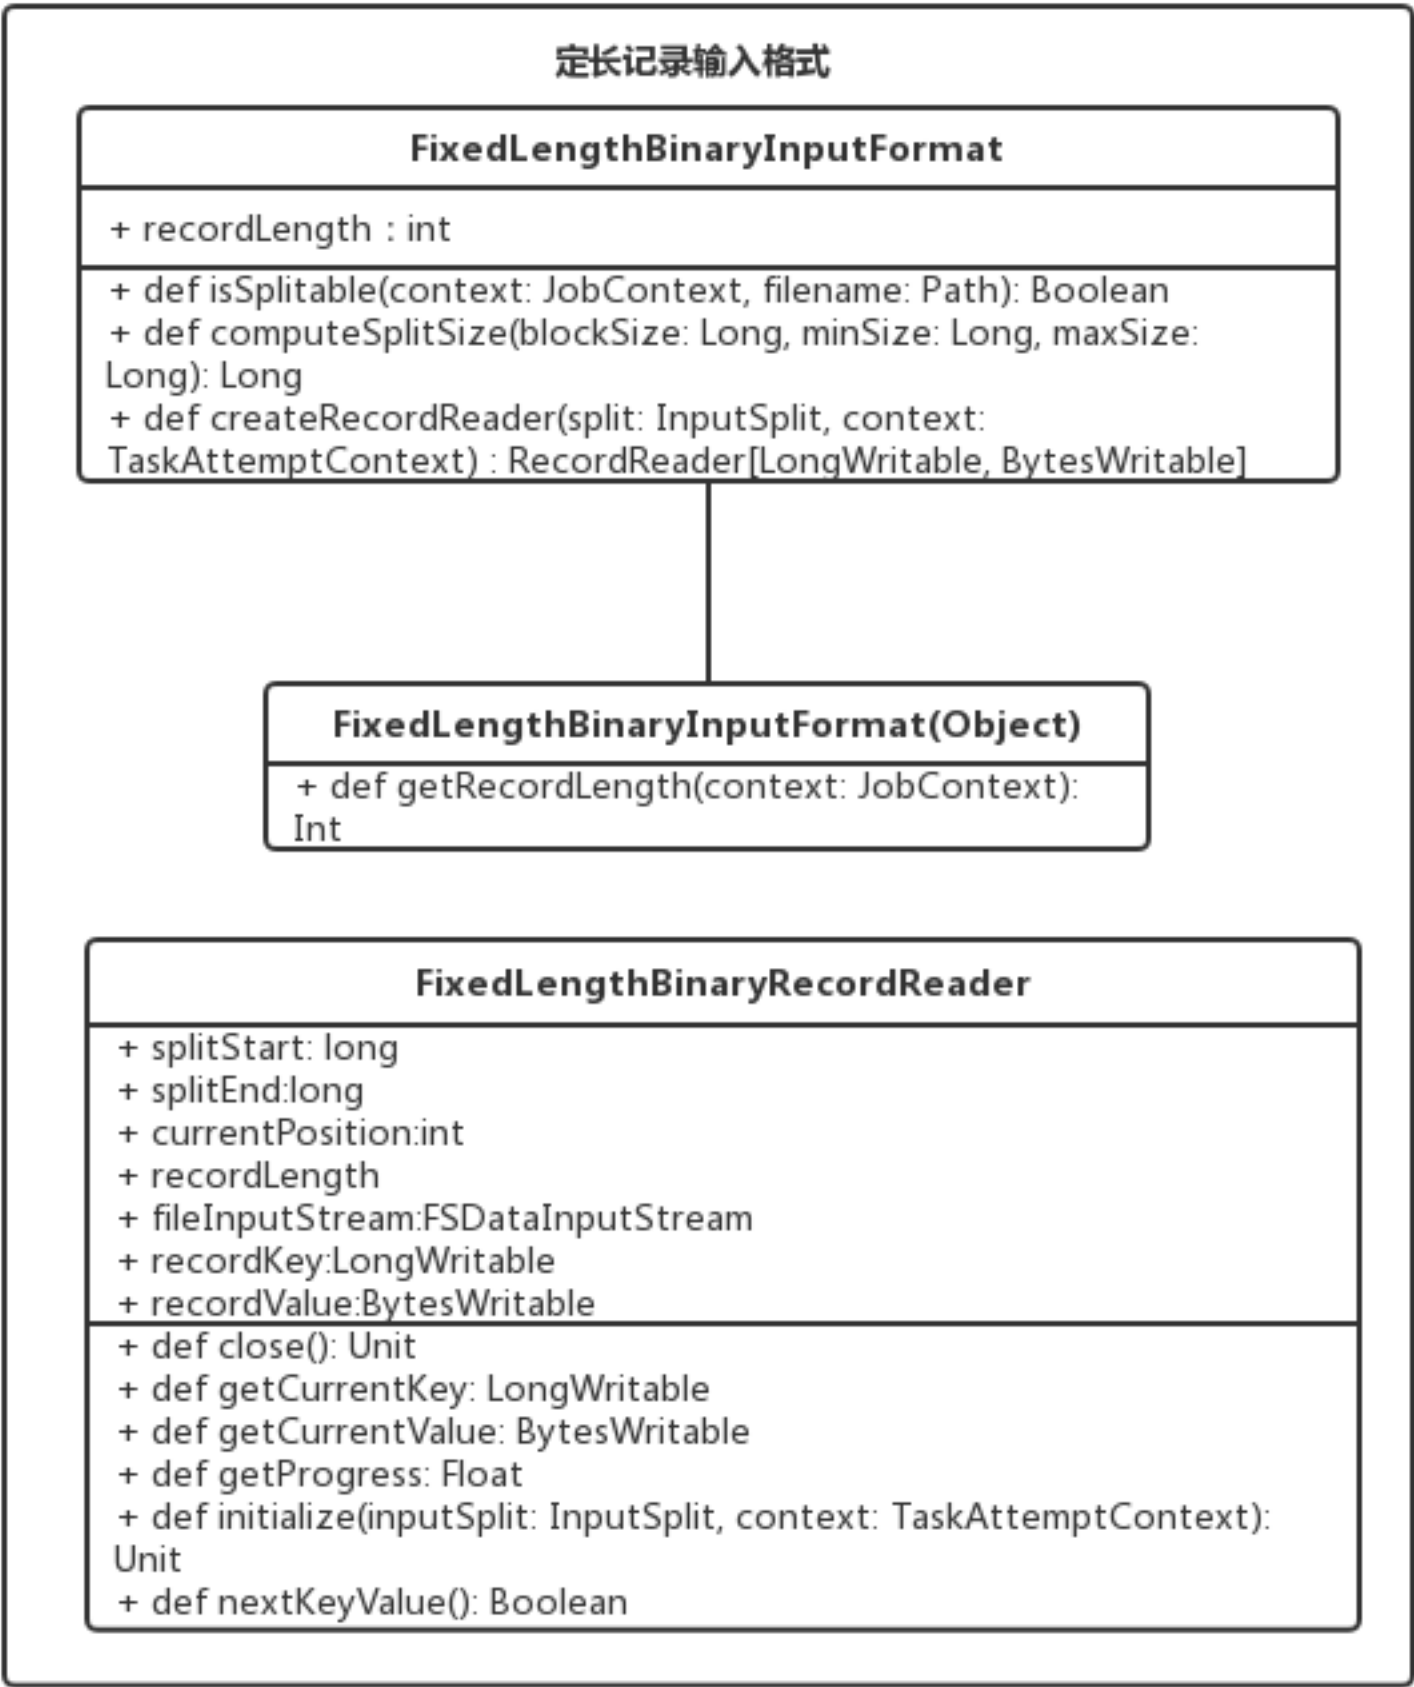 定长记录输入格式
FixedLengthBinaryInputFormat
+ recordLength : int
+ def isSplitable(context: JobContext, filename: Path): Boolean
+ def computeSplitSize(blockSize: Long, minSize: Long, maxSize:
Long): Long
+ def createRecordReader(split: InputSplit, context:
TaskAttemptContext) : RecordReader[LongWritable, BytesWritable]
FixedLengthBinaryInputFormat(Object)
+ def getRecordLength(context: JobContext):
Int
FixedLengthBinaryRecordReader
+ splitStart: long
+ splitEnd:long
+ currentPosition:int
+ recordLength
+ fileInputStream:FSDataInputStream
+ recordKey:LongWritable
+ recordValue:BytesWritable
+ def close(): Unit
+ def getCurrentKey: LongWritable
+ def getCurrentValue: BytesWritable
+ def getProgress: Float
+ def initialize(inputSplit: InputSplit, context: TaskAttemptContext):
Unit
+ def nextKeyValue(): Boolean